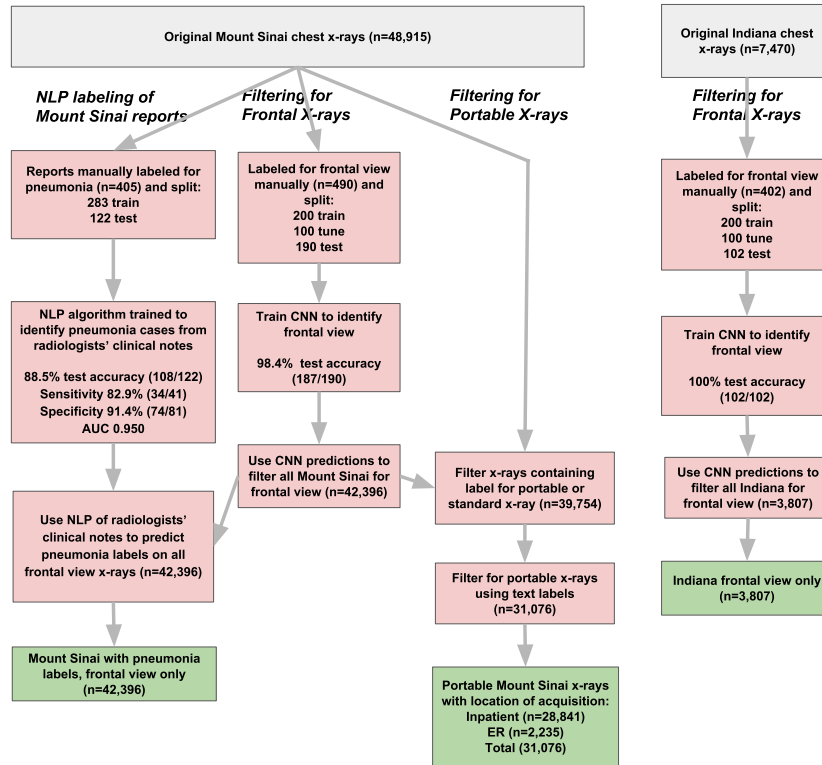 Original Mount Sinai chest x-rays (n=48,915)
NLP labeling of
Mount Sinai reports
Reports manually labeled for
pneumonia (n=405) and split:
283 train
122 test
NLP algorithm trained to
identify pneumonia cases from
radiologists' clinical notes
88.5% test accuracy (108/122)
Sensitivity 82.9% (34/41)
Specificity 91.4% (74/81)
AUC 0.950
Use NLP of radiologists'
clinical notes to predict
pneumonia labels on all
frontal view x-rays (n=42,396)
Mount Sinai with pneumonia
labels, frontal view only
(n=42,396)
Filtering for
Frontal X-rays
Labeled for frontal view
manually (n=490) and
split:
200 train
100 tune
190 test
Train CNN to identify
frontal view
98.4% test accuracy
(187/190)
Use CNN predictions to
filter all Mount Sinai for
frontal view (n=42,396)
Filtering for
Portable X-rays
Filter x-rays containing
label for portable or
standard x-ray (n=39,754)
Filter for portable x-rays
using text labels
(n=31,076)
Portable Mount Sinai x-rays
with location of acquisition:
Inpatient (n=28,841)
ER (n=2,235)
Total (31,076)
Original Indiana chest
x-rays (n=7,470)
Filtering for
Frontal X-rays
Labeled for frontal view
manually (n=402) and
split:
200 train
100 tune
102 test
Train CNN to identify
frontal view
100% test accuracy
(102/102)
Use CNN predictions to
filter all Indiana for
frontal view (n=3,807)
Indiana frontal view only
(n=3,807)